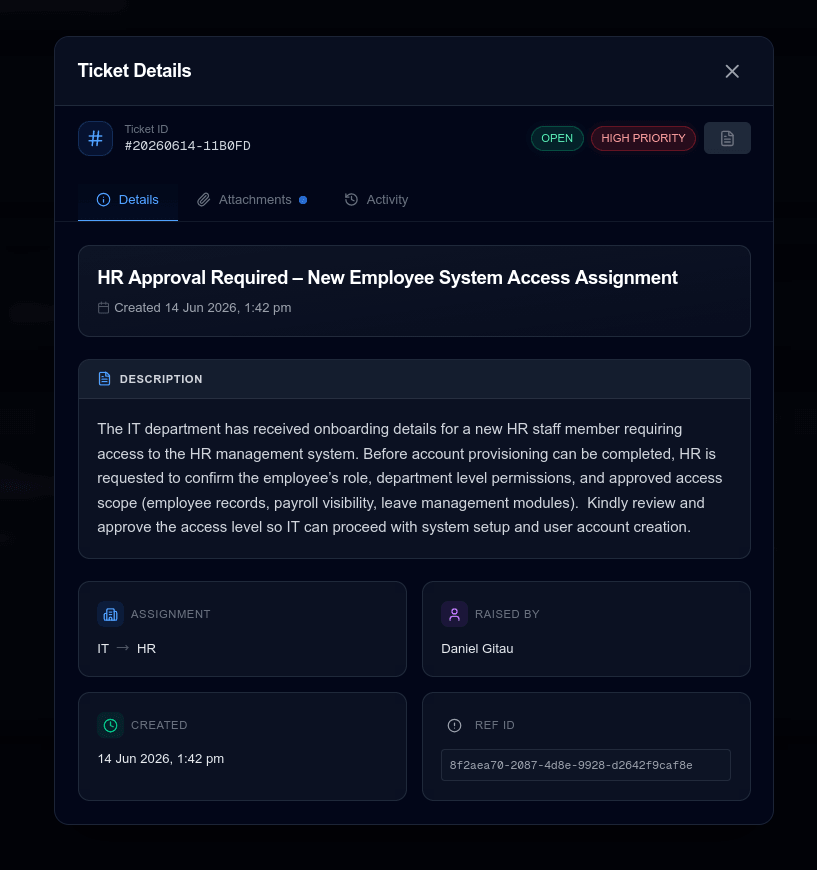 Ticket Details
Ticket ID
#20260614-11B0FD
OPEN
HIGH PRIORITY
Details
Attachments
Activity
HR Approval Required – New Employee System Access Assignment
Created 14 Jun 2026, 1:42 pm
DESCRIPTION
The IT department has received onboarding details for a new HR staff member requiring
access to the HR management system. Before account provisioning can be completed, HR is
requested to confirm the employee’s role, department level permissions, and approved access
scope (employee records, payroll visibility, leave management modules).  Kindly review and
approve the access level so IT can proceed with system setup and user account creation.
ASSIGNMENT
IT → HR
RAISED BY
Daniel Gitau
CREATED
14 Jun 2026, 1:42 pm
REF ID
8f2aea70-2087-4d8e-9928-d2642f9caf8e